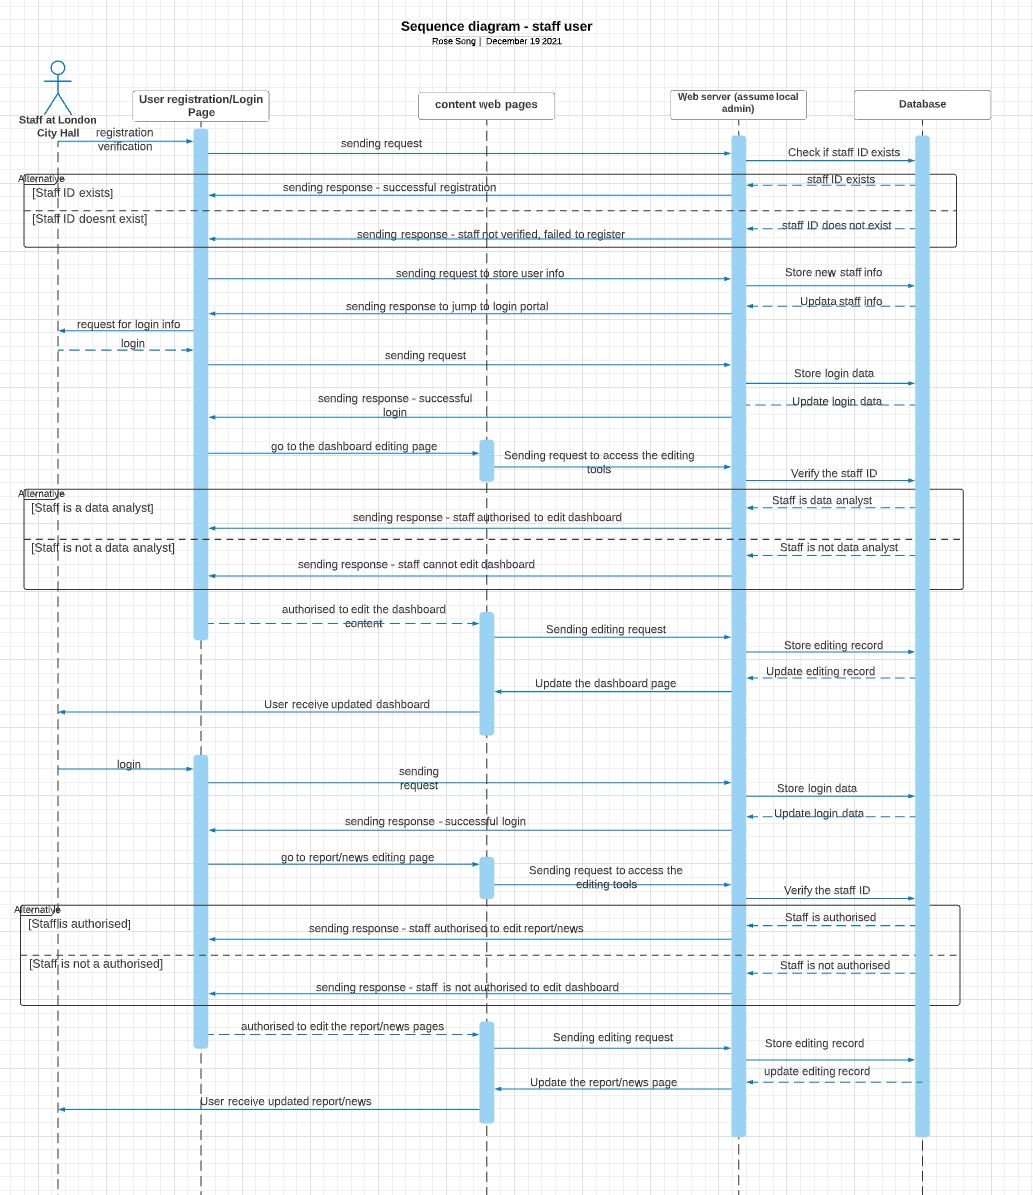 Sequence diagram - staff user
Rose Song | December 19 2021
Staff at London
City Hall
User registration/Login
Page
content web pages
Web server (assume local
admin)
Database
registration
verification
sending request
Check if staff ID exists
Alternative
[Staff ID exists]
staff ID exists
sending response - successful registration
[Staff ID doesnt exist]
staff ID does not exist
sending response - staff not verified, failed to register
sending request to store user info
Store new staff info
Updata staff info
sending response to jump to login portal
request for login info
login
sending request
Store login data
Update login data
sending response - successful
login
go to the dashboard editing page
Sending request to access the editing
tools
Verify the staff ID
Alternative
[Staff is a data analyst]
Staff is data analyst
sending response - staff authorised to edit dashboard
[Staff is not a data analyst]
Staff is not data analyst
sending response - staff cannot edit dashboard
authorised to edit the dashboard
content
Sending editing request
Store editing record
Update editing record
Update the dashboard page
User receive updated dashboard
login
sending
request
Store login data
Update login data
sending response - successful login
go to report/news editing page
Sending request to access the
editing tools
Verify the staff ID
Alternative
[Staff is authorised]
Staff is authorised
sending response - staff authorised to edit report/news
[Staff is not a authorised]
Staff is not authorised
sending response - staff is not authorised to edit dashboard
authorised to edit the report/news pages
Sending editing request
Store editing record
update editing record
Update the report/news page
User receive updated report/news